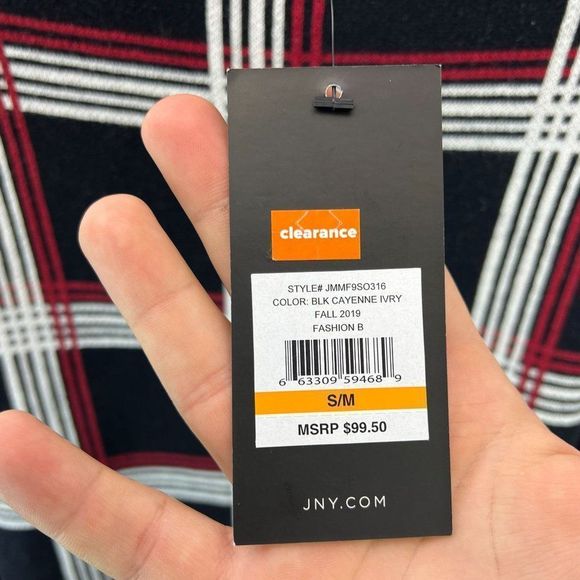 clearance
STYLE# JMMF9SO316
COLOR: BLK CAYENNE IVRY
FALL 2019
FASHION B
6 63309 59468 9
S/M
MSRP $99.50
JNY.COM